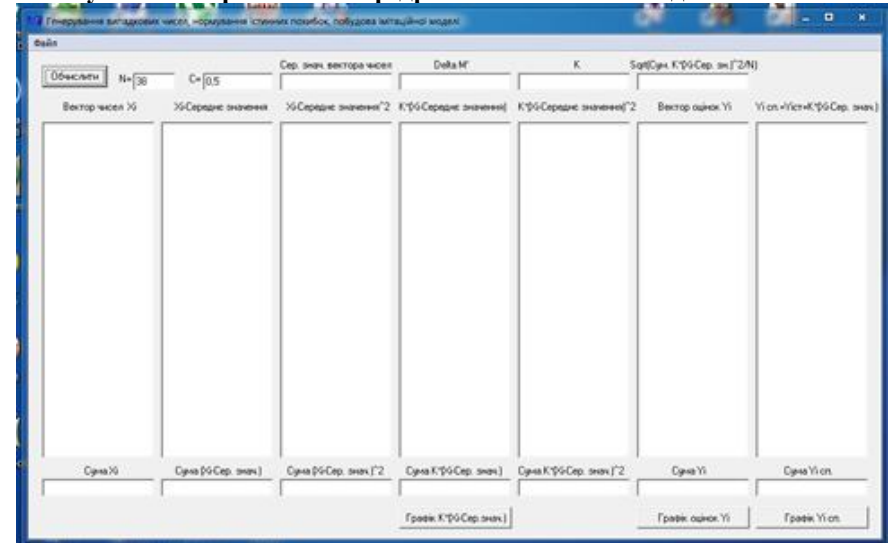 Генерування випадкових чисел, нормування істинних похибок, побудова імітаційної моделі
Файл
Обчислити N= 38 C= 0.5
Сер. знач. вектора чисел Delta M' K Sqrt(Сум. K*(Xi-Сер. зн.)^2/N)
Вектор чисел Xi Xi-Середнє значення Xi-Середнє значення^2 K*(Xi-Середнє значення) K*(Xi-Середнє значення)^2 Вектор оцінок Yi Yi сп.=Yіст+K*(Xi-Сер. знач.)
Сума Xi Сума (Xi-Сер. знач.) Сума (Xi-Сер. знач.)^2 Сума K*(Xi-Сер. знач.) Сума K*(Xi-Сер. знач.)^2 Сума Yi Сума Yi сп.
Графік K*(Xi-Сер.знач.) Графік оцінок Yi Графік Yi сп.